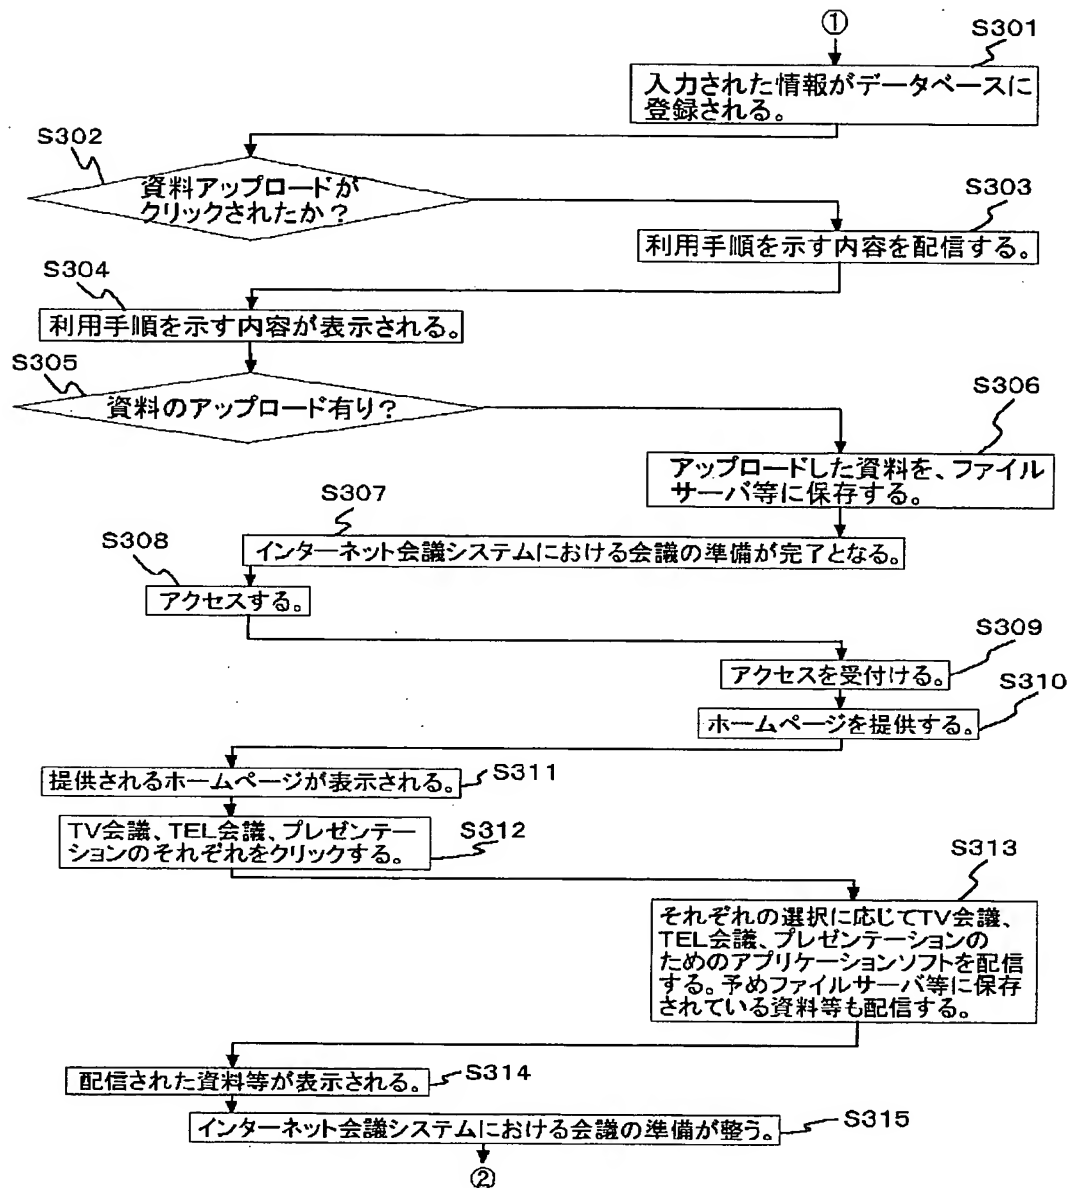 ①
S301
入力された情報がデータベースに
登録される。
S302
資料アップロードが
クリックされたか？
S303
利用手順を示す内容を配信する。
S304
利用手順を示す内容が表示される。
S305
資料のアップロード有り？
S306
アップロードした資料を、ファイル
サーバ等に保存する。
S307
インターネット会議システムにおける会議の準備が完了となる。
S308
アクセスする。
S309
アクセスを受付ける。
S310
ホームページを提供する。
提供されるホームページが表示される。
S311
TV会議、TEL会議、プレゼンテー
ションのそれぞれをクリックする。
S312
S313
それぞれの選択に応じてTV会議、
TEL会議、プレゼンテーションの
ためのアプリケーションソフトを配信
する。予めファイルサーバ等に保存
されている資料等も配信する。
配信された資料等が表示される。
S314
インターネット会議システムにおける会議の準備が整う。
S315
②